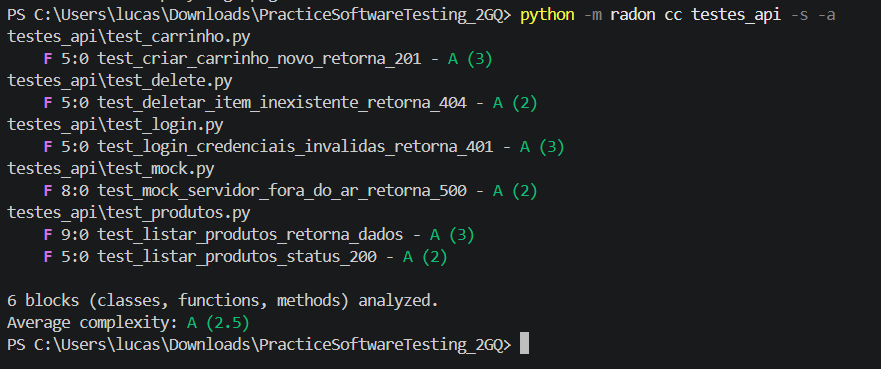 PS C:\Users\lucas\Downloads\PracticeSoftwareTesting_2GQ> python -m radon cc testes_api -s -a
testes_api\test_carrinho.py
    F 5:0 test_criar_carrinho_novo_retorna_201 - A (3)
testes_api\test_delete.py
    F 5:0 test_deletar_item_inexistente_retorna_404 - A (2)
testes_api\test_login.py
    F 5:0 test_login_credenciais_invalidas_retorna_401 - A (3)
testes_api\test_mock.py
    F 8:0 test_mock_servidor_fora_do_ar_retorna_500 - A (2)
testes_api\test_produtos.py
    F 9:0 test_listar_produtos_retorna_dados - A (3)
    F 5:0 test_listar_produtos_status_200 - A (2)

6 blocks (classes, functions, methods) analyzed.
Average complexity: A (2.5)
PS C:\Users\lucas\Downloads\PracticeSoftwareTesting_2GQ>